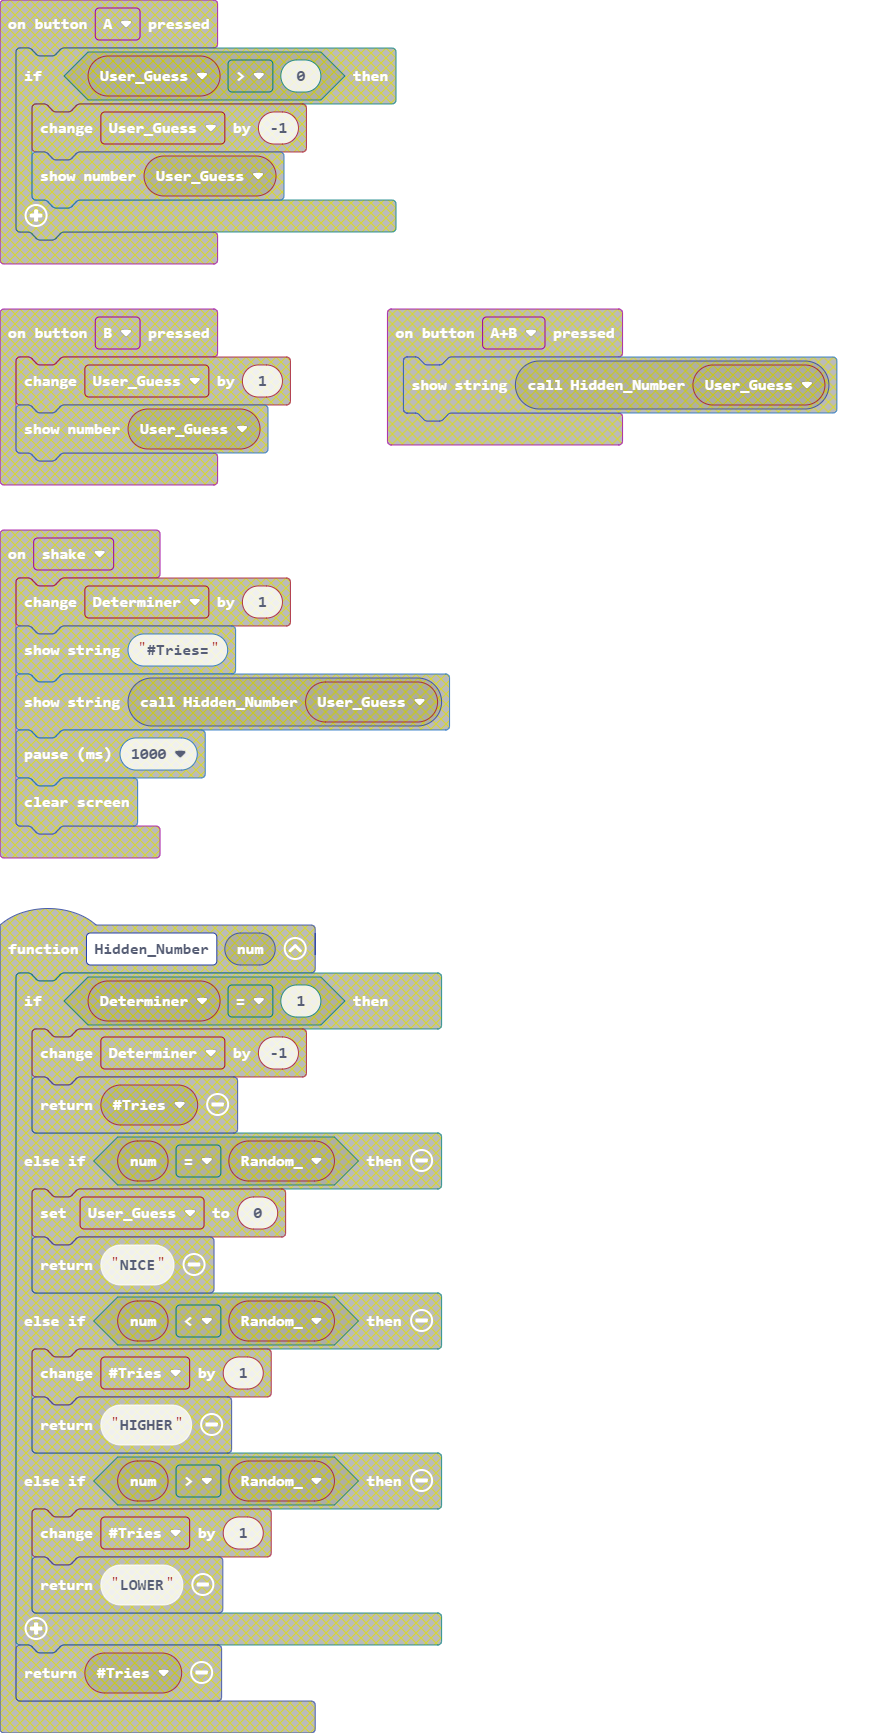 on button A pressed
if User_Guess > 0 then
change User_Guess by -1
show number User_Guess
on button B pressed
change User_Guess by 1
show number User_Guess
on button A+B pressed
show string call Hidden_Number User_Guess
on shake
change Determiner by 1
show string "#Tries="
show string call Hidden_Number User_Guess
pause (ms) 1000
clear screen
function Hidden_Number num
if Determiner = 1 then
change Determiner by -1
return #Tries
else if num = Random_ then
set User_Guess to 0
return "NICE"
else if num < Random_ then
change #Tries by 1
return "HIGHER"
else if num > Random_ then
change #Tries by 1
return "LOWER"
return #Tries